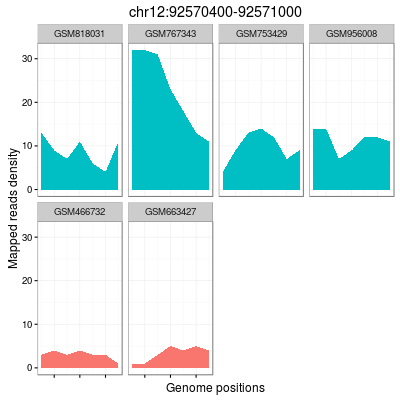 chr12:92570400-92571000
GSM818031 GSM767343 GSM753429 GSM956008
30
20
10
0
Mapped reads density
GSM466732 GSM663427
30
20
10
0
Genome positions